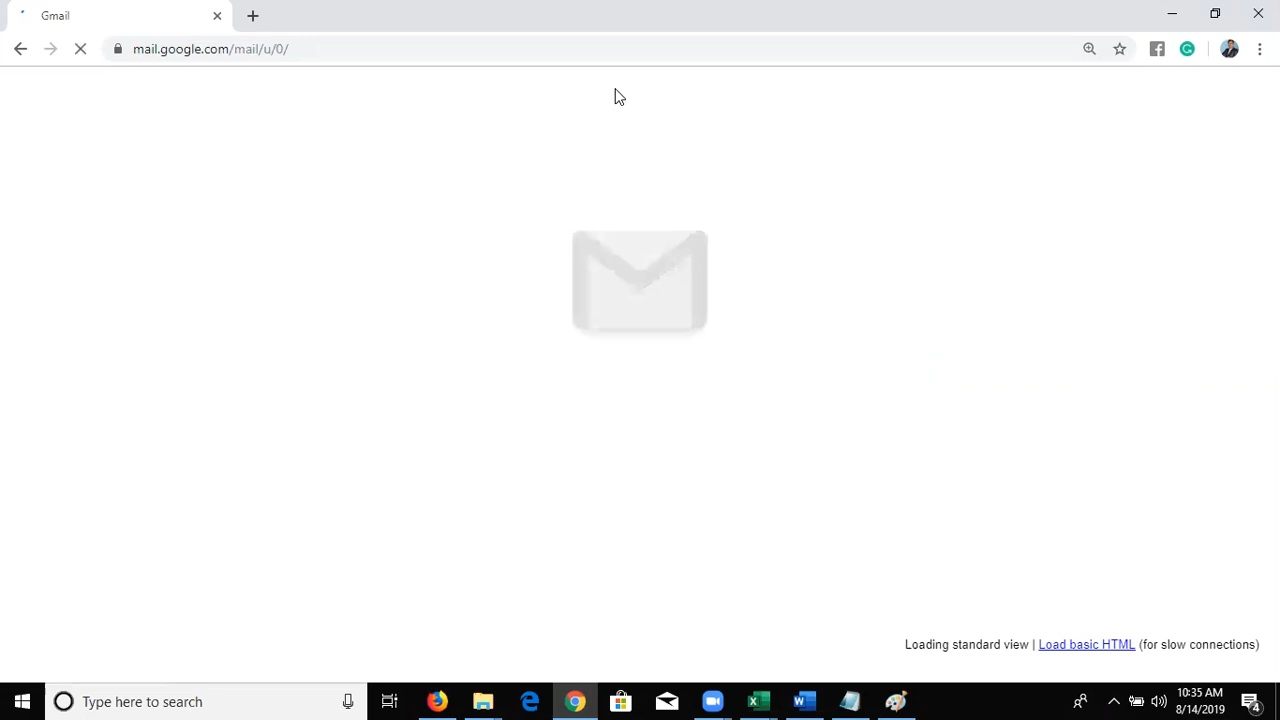 Gmail
mail.google.com/mail/u/0/
Loading standard view | Load basic HTML (for slow connections)
Type here to search
10:35 AM
8/14/2019
4